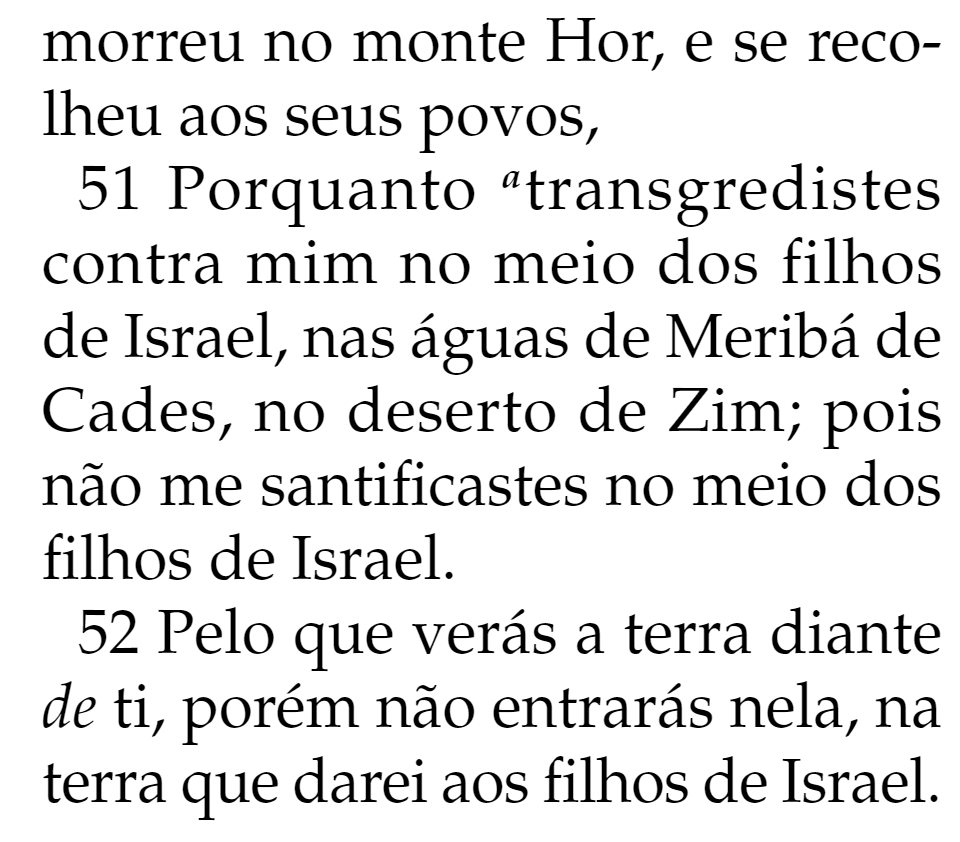 morreu no monte Hor, e se reco-
lheu aos seus povos,
51 Porquanto ᵃtransgredistes
contra mim no meio dos filhos
de Israel, nas águas de Meribá de
Cades, no deserto de Zim; pois
não me santificastes no meio dos
filhos de Israel.
52 Pelo que verás a terra diante
de ti, porém não entrarás nela, na
terra que darei aos filhos de Israel.